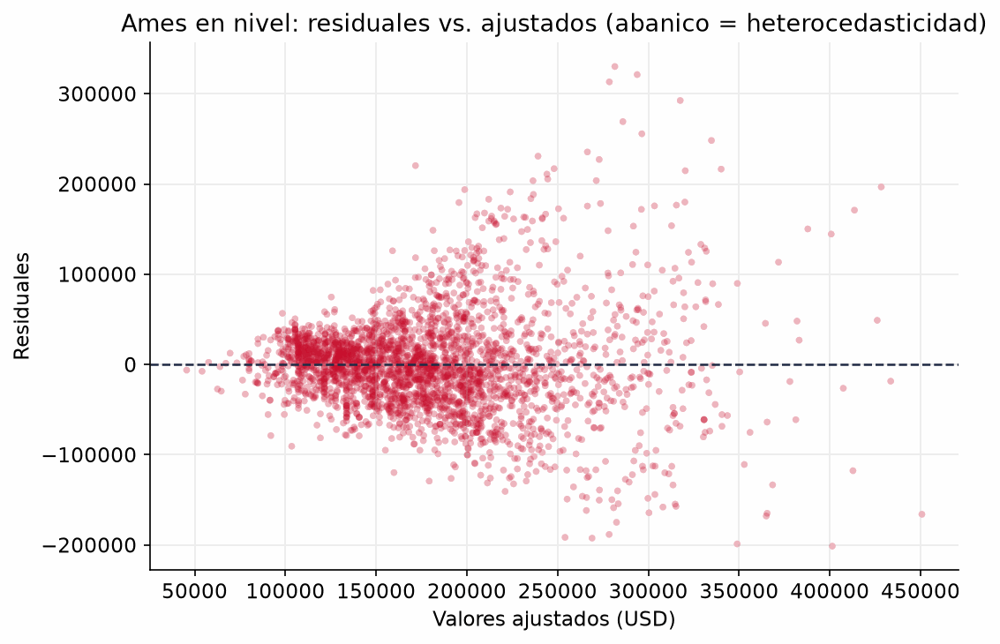 Ames en nivel: residuales vs. ajustados (abanico = heterocedasticidad)
Residuales
300000
200000
100000
0
−100000
−200000
50000 100000 150000 200000 250000 300000 350000 400000 450000
Valores ajustados (USD)